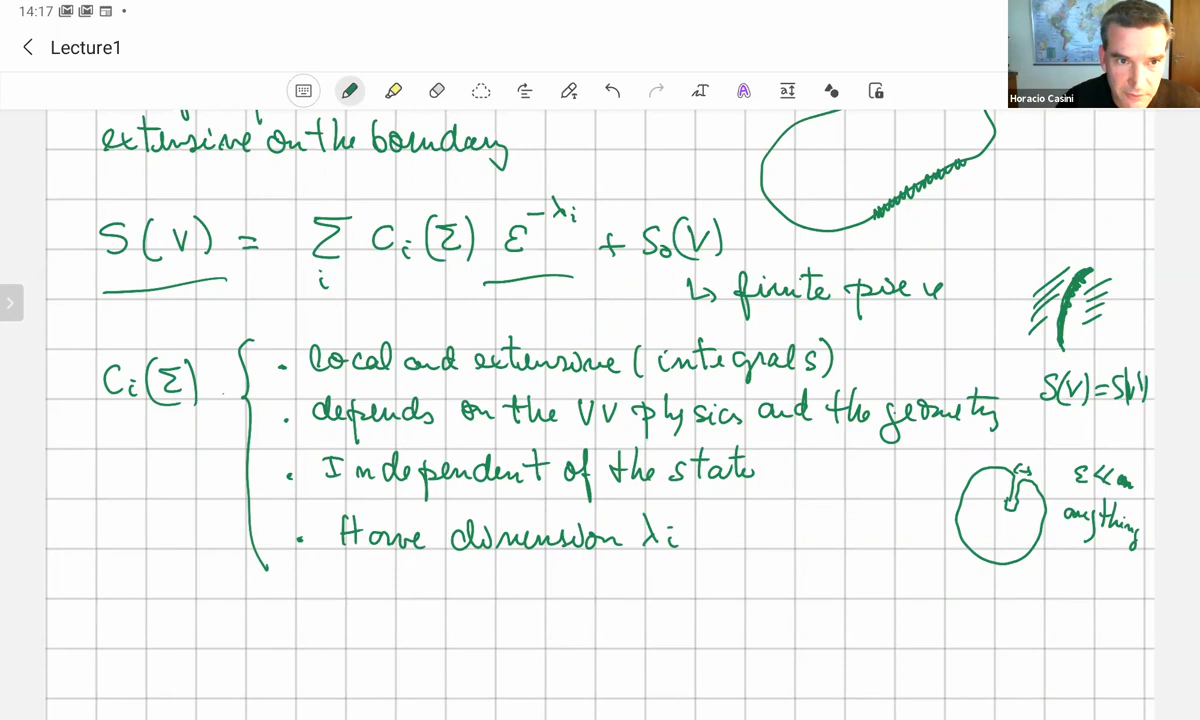 14:17
Lecture1
Horacio Casini
"extensive" on the boundary
S(V) = Σ_i C_i(Σ) ε^{-λ_i} + S_0(V)
↳ finite piece
C_i(Σ) { · local and extensive (integrals)
S(V) = S(V')
· depends on the UV physics and the geometry
· Independent of the state
ε << an
anything
· Have dimension λ_i